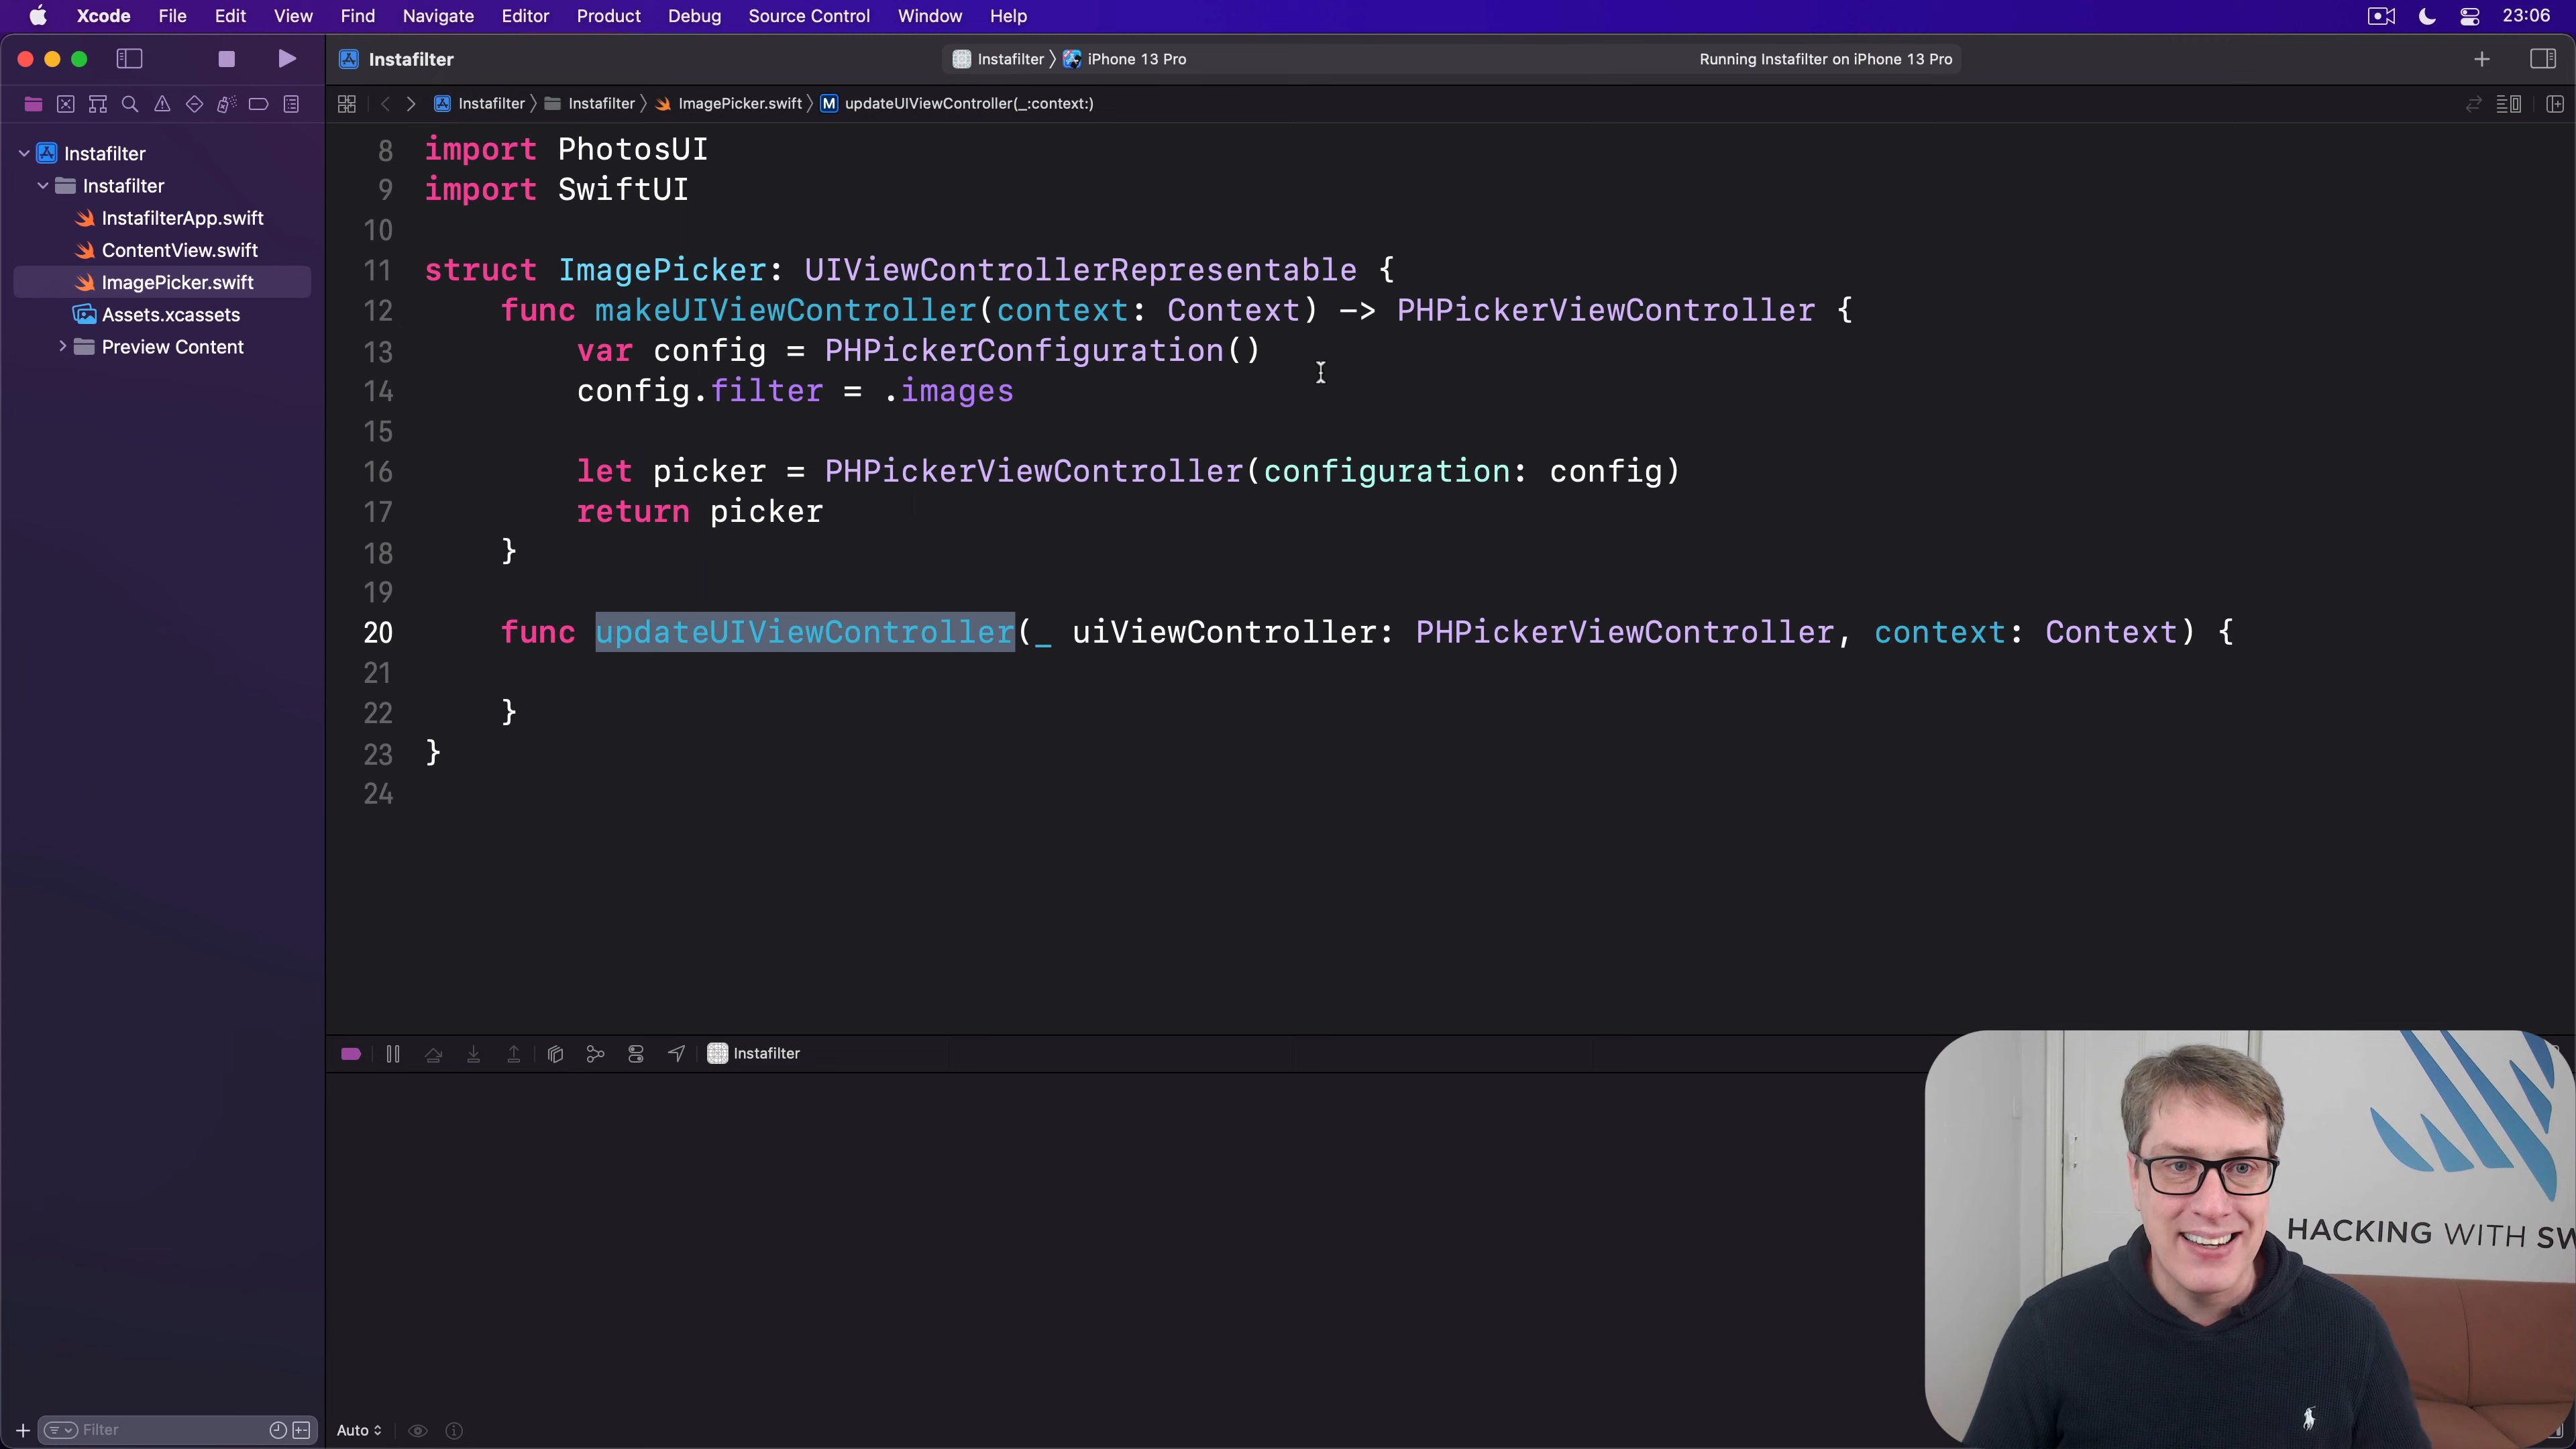 Xcode File Edit View Find Navigate Editor Product Debug Source Control Window Help 23:06
Instafilter Instafilter iPhone 13 Pro Running Instafilter on iPhone 13 Pro
Instafilter Instafilter ImagePicker.swift M updateUIViewController(_:context:)
Instafilter
Instafilter
InstafilterApp.swift
ContentView.swift
ImagePicker.swift
Assets.xcassets
Preview Content
8 import PhotosUI
9 import SwiftUI
10
11 struct ImagePicker: UIViewControllerRepresentable {
12 func makeUIViewController(context: Context) -> PHPickerViewController {
13 var config = PHPickerConfiguration()
14 config.filter = .images
15
16 let picker = PHPickerViewController(configuration: config)
17 return picker
18 }
19
20 func updateUIViewController(_ uiViewController: PHPickerViewController, context: Context) {
21
22 }
23 }
24
Instafilter
HACKING WITH SW
Filter
Auto